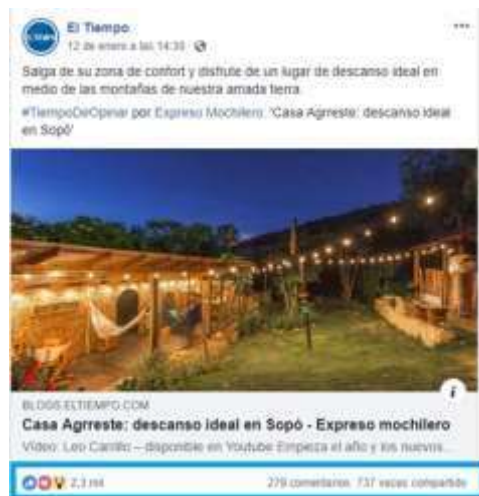 El Tiempo
12 de enero a las 14:30
Salga de su zona de confort y disfrute de un lugar de descanso ideal en
medio de las montañas de nuestra amada tierra.
#TiempoDeOpinar por Expreso Mochilero. 'Casa Agrreste: descanso ideal
en Sopó'
BLOGS.ELTIEMPO.COM
Casa Agrreste: descanso ideal en Sopó - Expreso mochilero
Vídeo: Leo Carrillo – disponible en Youtube Empieza el año y los nuevos...
2,3 mil
279 comentarios 737 veces compartido